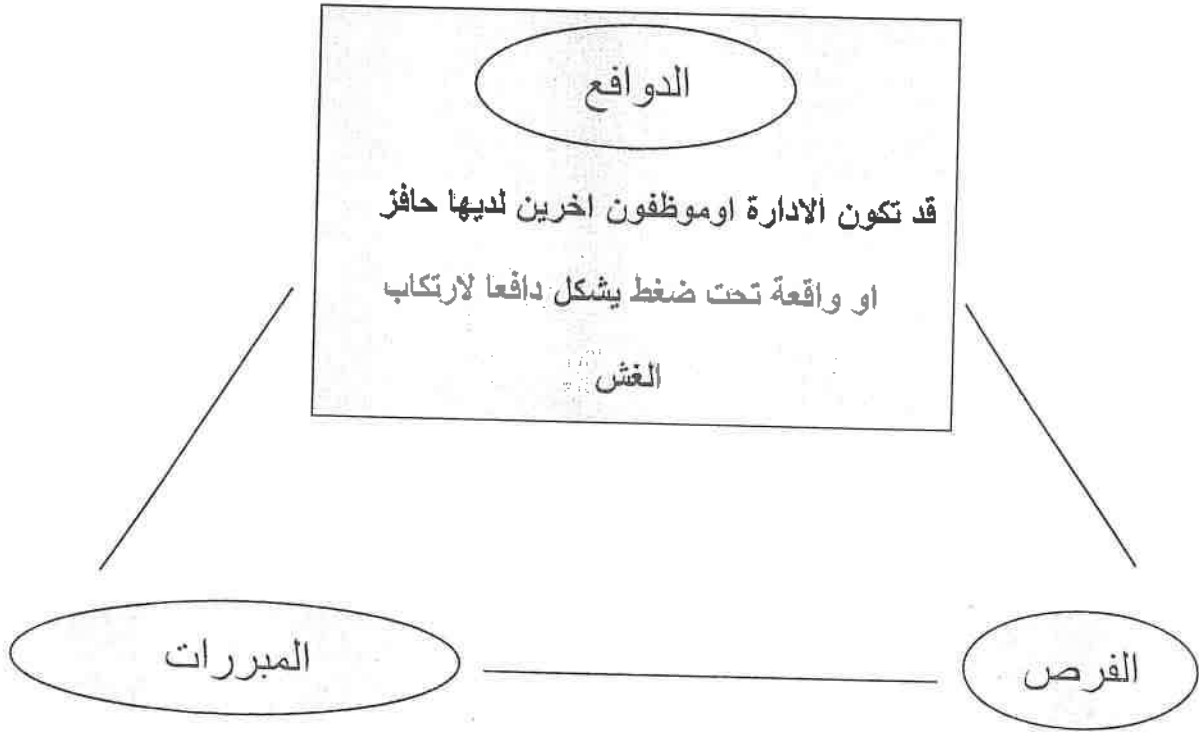 الدوافع
قد تكون الادارة اوموظفون اخرين لديها حافز
او واقعة تحت ضغط يشكل دافعا لارتكاب
الغش
الفرص
المبررات